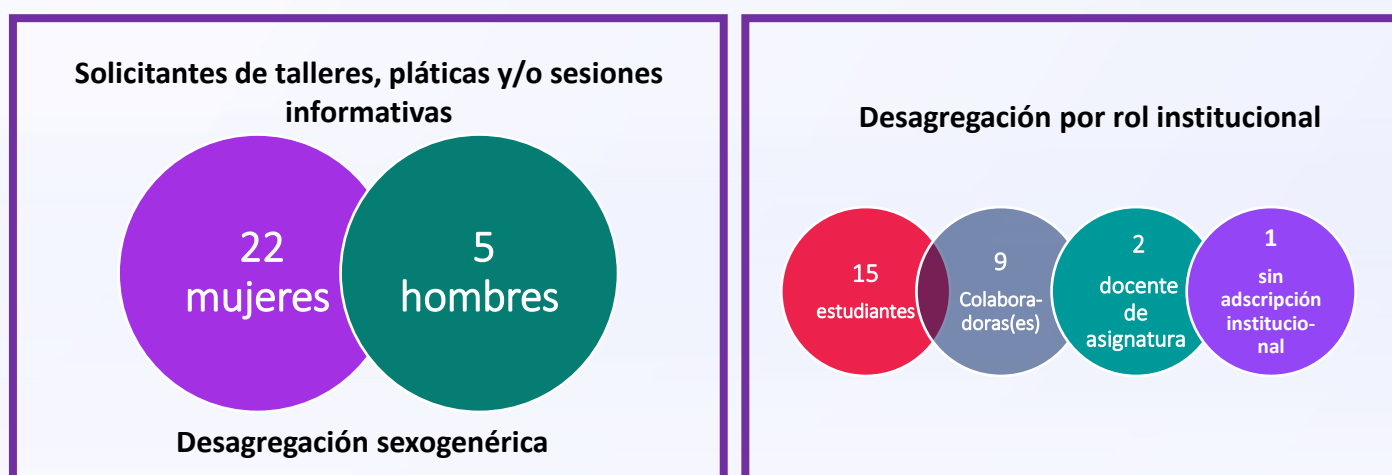 Solicitantes de talleres, pláticas y/o sesiones
informativas
22
mujeres
5
hombres
Desagregación sexogenérica
Desagregación por rol institucional
15
estudiantes
9
Colabora-
doras(es)
2
docente
de
asignatura
1
sin
adscripción
institucio-
nal